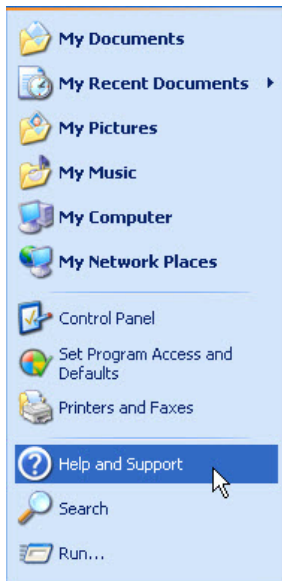 My Documents
My Recent Documents
My Pictures
My Music
My Computer
My Network Places
Control Panel
Set Program Access and
Defaults
Printers and Faxes
Help and Support
Search
Run...